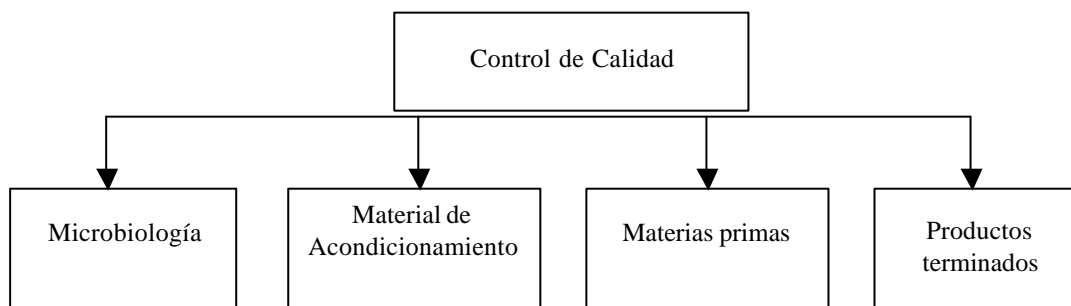 Control de Calidad
Microbiología
Material de
Acondicionamiento
Materias primas
Productos
terminados